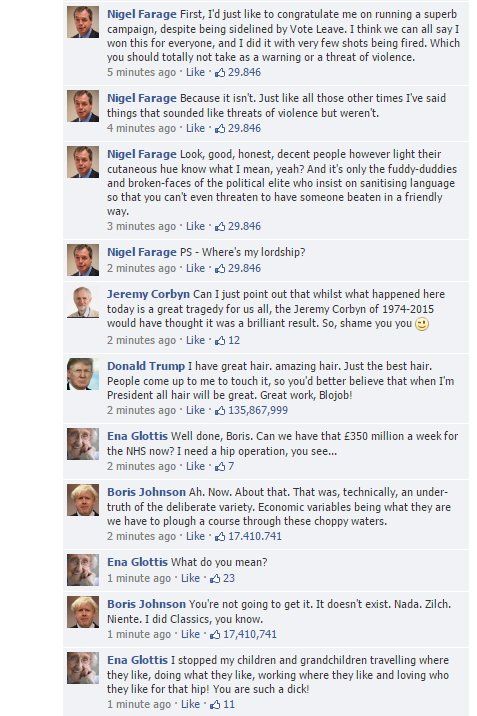 Nigel Farage First, I'd just like to congratulate me on running a superb
campaign, despite being sidelined by Vote Leave. I think we can all say I
won this for everyone, and I did it with very few shots being fired. Which
you should totally not take as a warning or a threat of violence.
5 minutes ago · Like · 29.846
Nigel Farage Because it isn't. Just like all those other times I've said
things that sounded like threats of violence but weren't.
4 minutes ago · Like · 29.846
Nigel Farage Look, good, honest, decent people however light their
cutaneous hue know what I mean, yeah? And it's only the fuddy-duddies
and broken-faces of the political elite who insist on sanitising language
so that you can't even threaten to have someone beaten in a friendly
way.
3 minutes ago · Like · 29.846
Nigel Farage PS - Where's my lordship?
2 minutes ago · Like · 29.846
Jeremy Corbyn Can I just point out that whilst what happened here
today is a great tragedy for us all, the Jeremy Corbyn of 1974-2015
would have thought it was a brilliant result. So, shame you you
2 minutes ago · Like · 12
Donald Trump I have great hair. amazing hair. Just the best hair.
People come up to me to touch it, so you'd better believe that when I'm
President all hair will be great. Great work, Blojob!
2 minutes ago · Like · 135,867,999
Ena Glottis Well done, Boris. Can we have that £350 million a week for
the NHS now? I need a hip operation, you see...
2 minutes ago · Like · 7
Boris Johnson Ah. Now. About that. That was, technically, an under-
truth of the deliberate variety. Economic variables being what they are
we have to plough a course through these choppy waters.
2 minutes ago · Like · 17.410.741
Ena Glottis What do you mean?
1 minute ago · Like · 23
Boris Johnson You're not going to get it. It doesn't exist. Nada. Zilch.
Niente. I did Classics, you know.
1 minute ago · Like · 17,410,741
Ena Glottis I stopped my children and grandchildren travelling where
they like, doing what they like, working where they like and loving who
they like for that hip! You are such a dick!
1 minute ago · Like · 11